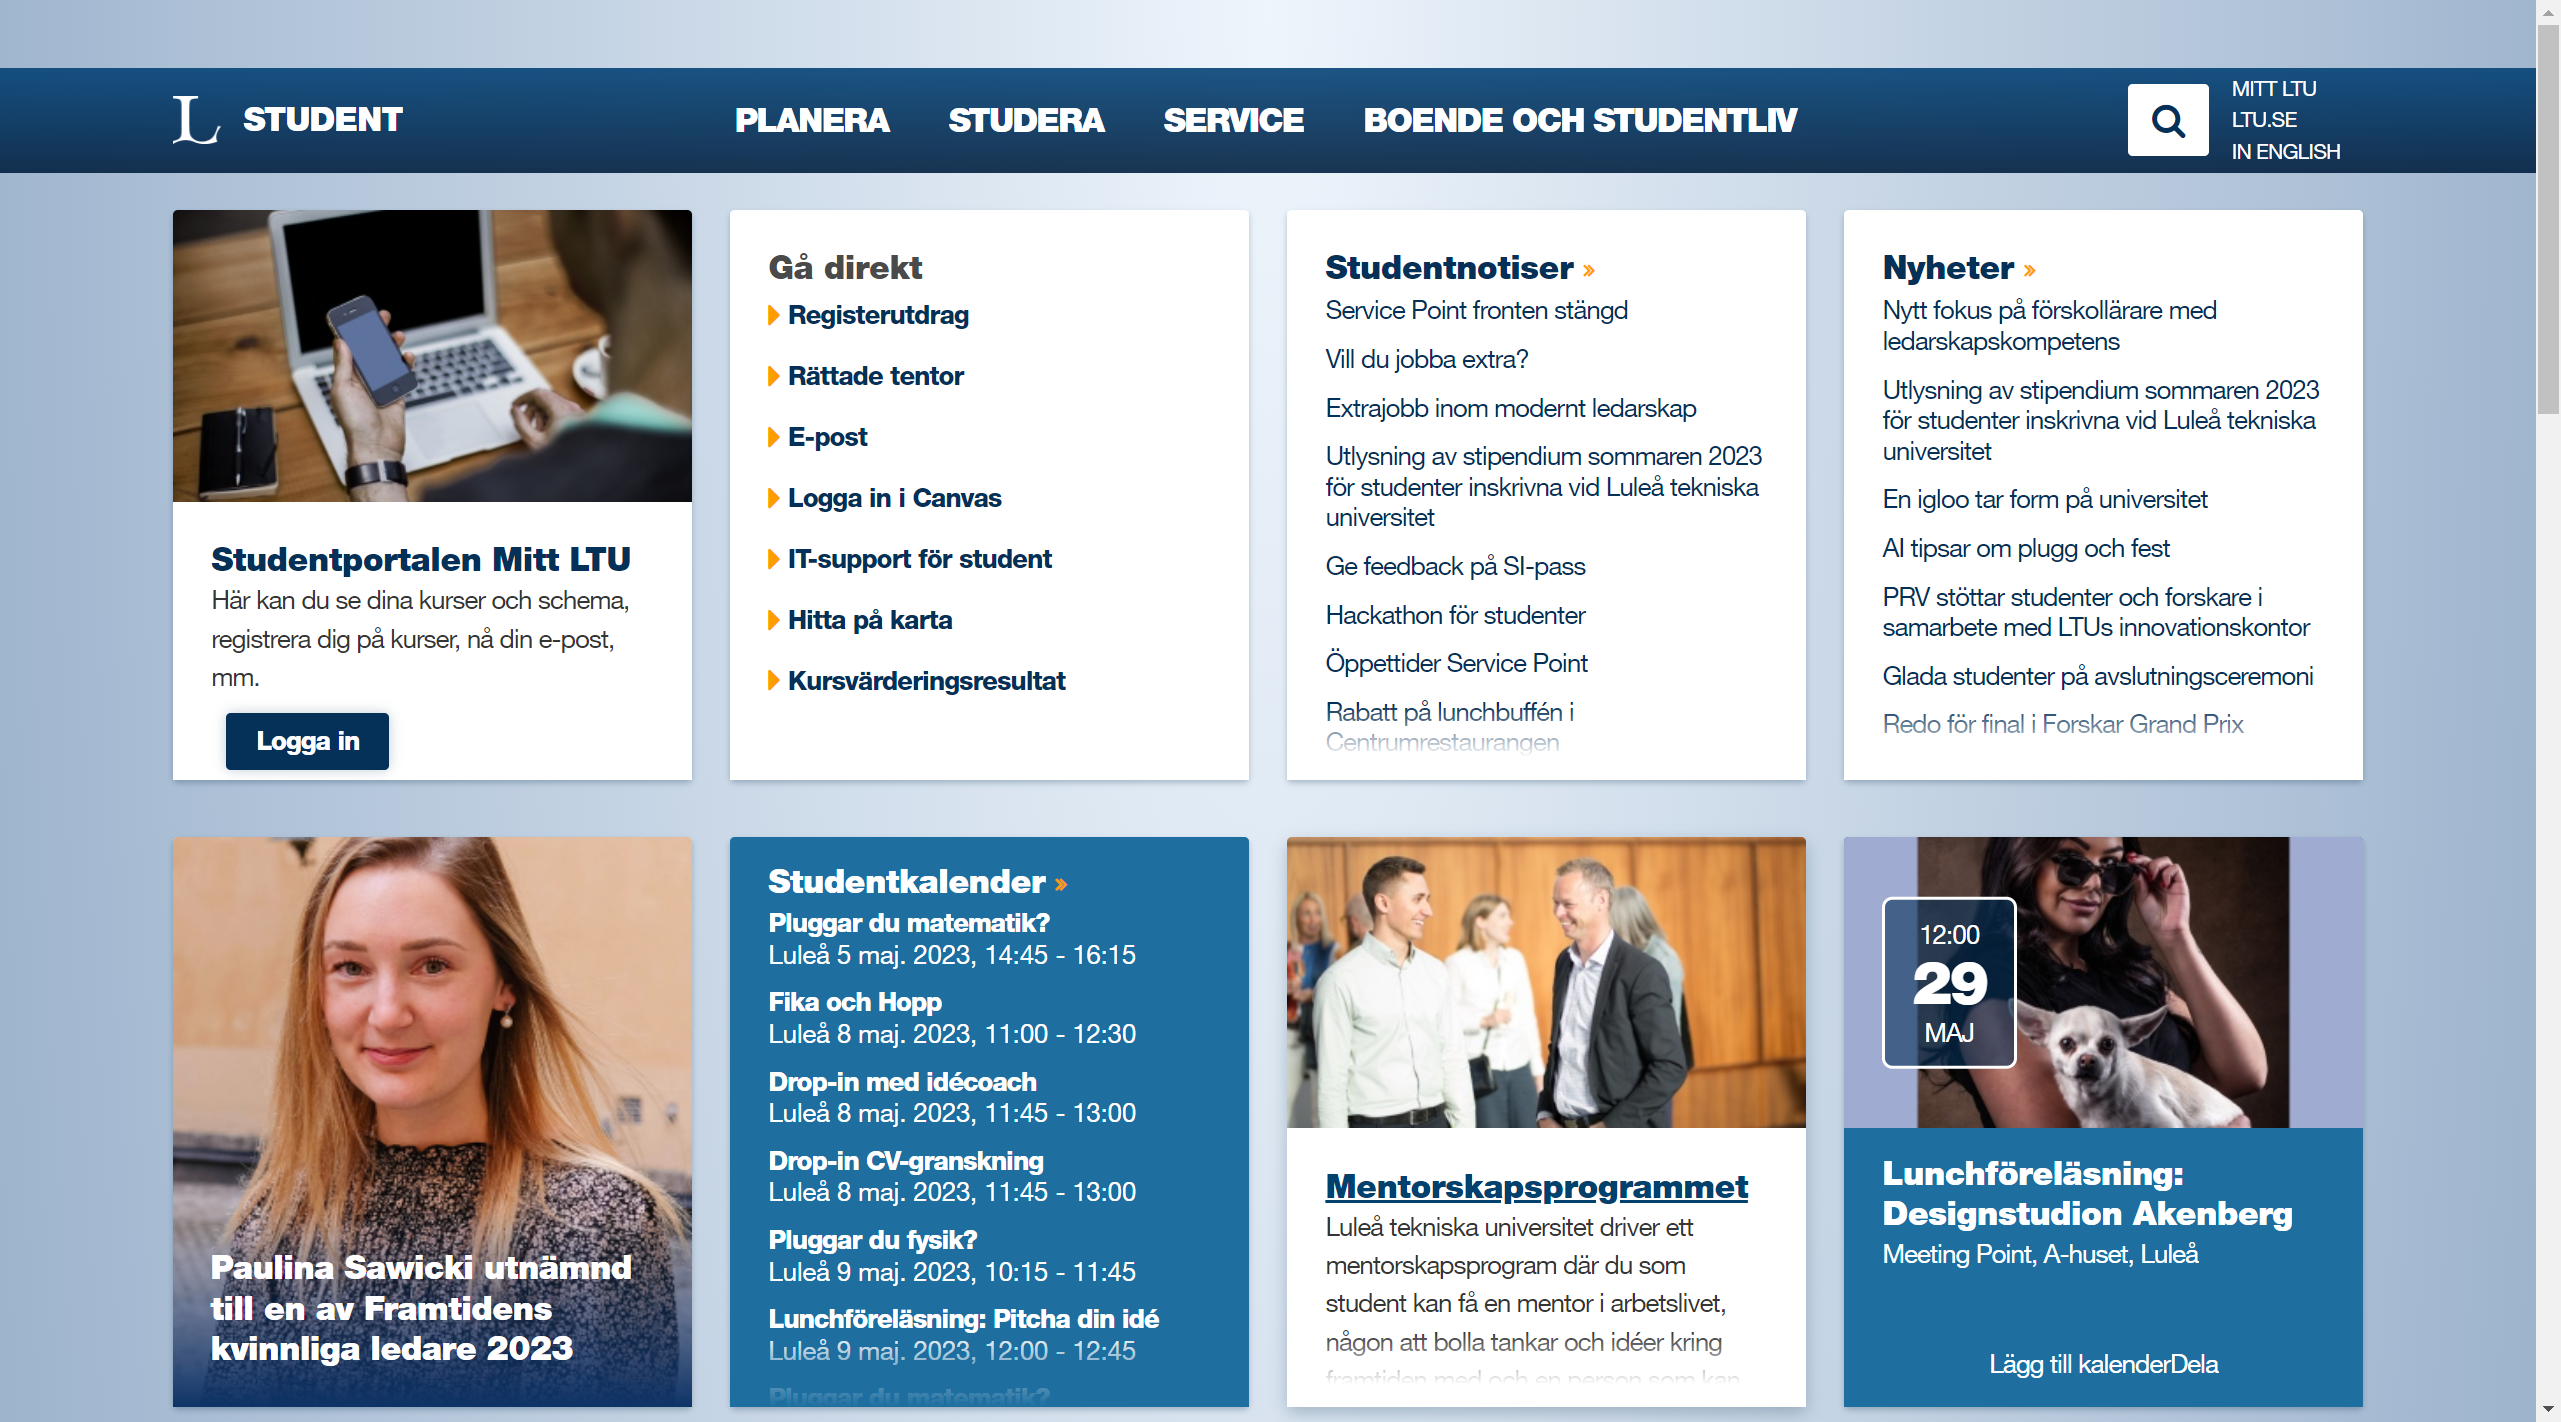 L STUDENT
PLANERA STUDERA SERVICE BOENDE OCH STUDENTLIV
MITT LTU
LTU.SE
IN ENGLISH
Studentportalen Mitt LTU
Här kan du se dina kurser och schema,
registrera dig på kurser, nå din e-post,
mm.
Logga in
Gå direkt
Registerutdrag
Rättade tentor
E-post
Logga in i Canvas
IT-support för student
Hitta på karta
Kursvärderingsresultat
Studentnotiser »
Service Point fronten stängd
Vill du jobba extra?
Extrajobb inom modernt ledarskap
Utlysning av stipendium sommaren 2023
för studenter inskrivna vid Luleå tekniska
universitet
Ge feedback på SI-pass
Hackathon för studenter
Öppettider Service Point
Rabatt på lunchbuffén i
Centrumrestaurangen
Nyheter »
Nytt fokus på förskollärare med
ledarskapskompetens
Utlysning av stipendium sommaren 2023
för studenter inskrivna vid Luleå tekniska
universitet
En igloo tar form på universitet
AI tipsar om plugg och fest
PRV stöttar studenter och forskare i
samarbete med LTUs innovationskontor
Glada studenter på avslutningsceremoni
Redo för final i Forskar Grand Prix
Paulina Sawicki utnämnd
till en av Framtidens
kvinnliga ledare 2023
Studentkalender »
Pluggar du matematik?
Luleå 5 maj. 2023, 14:45 - 16:15
Fika och Hopp
Luleå 8 maj. 2023, 11:00 - 12:30
Drop-in med idécoach
Luleå 8 maj. 2023, 11:45 - 13:00
Drop-in CV-granskning
Luleå 8 maj. 2023, 11:45 - 13:00
Pluggar du fysik?
Luleå 9 maj. 2023, 10:15 - 11:45
Lunchföreläsning: Pitcha din idé
Luleå 9 maj. 2023, 12:00 - 12:45
Pluggar du matematik?
Mentorskapsprogrammet
Luleå tekniska universitet driver ett
mentorskapsprogram där du som
student kan få en mentor i arbetslivet,
någon att bolla tankar och idéer kring
framtiden med och en person som kan
12:00
29
MAJ
Lunchföreläsning:
Designstudion Akenberg
Meeting Point, A-huset, Luleå
Lägg till kalenderDela